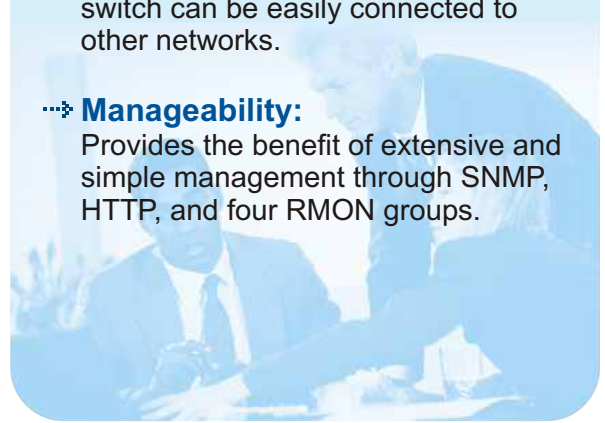 switch can be easily connected to
other networks.
Manageability:
Provides the benefit of extensive and
simple management through SNMP,
HTTP, and four RMON groups.